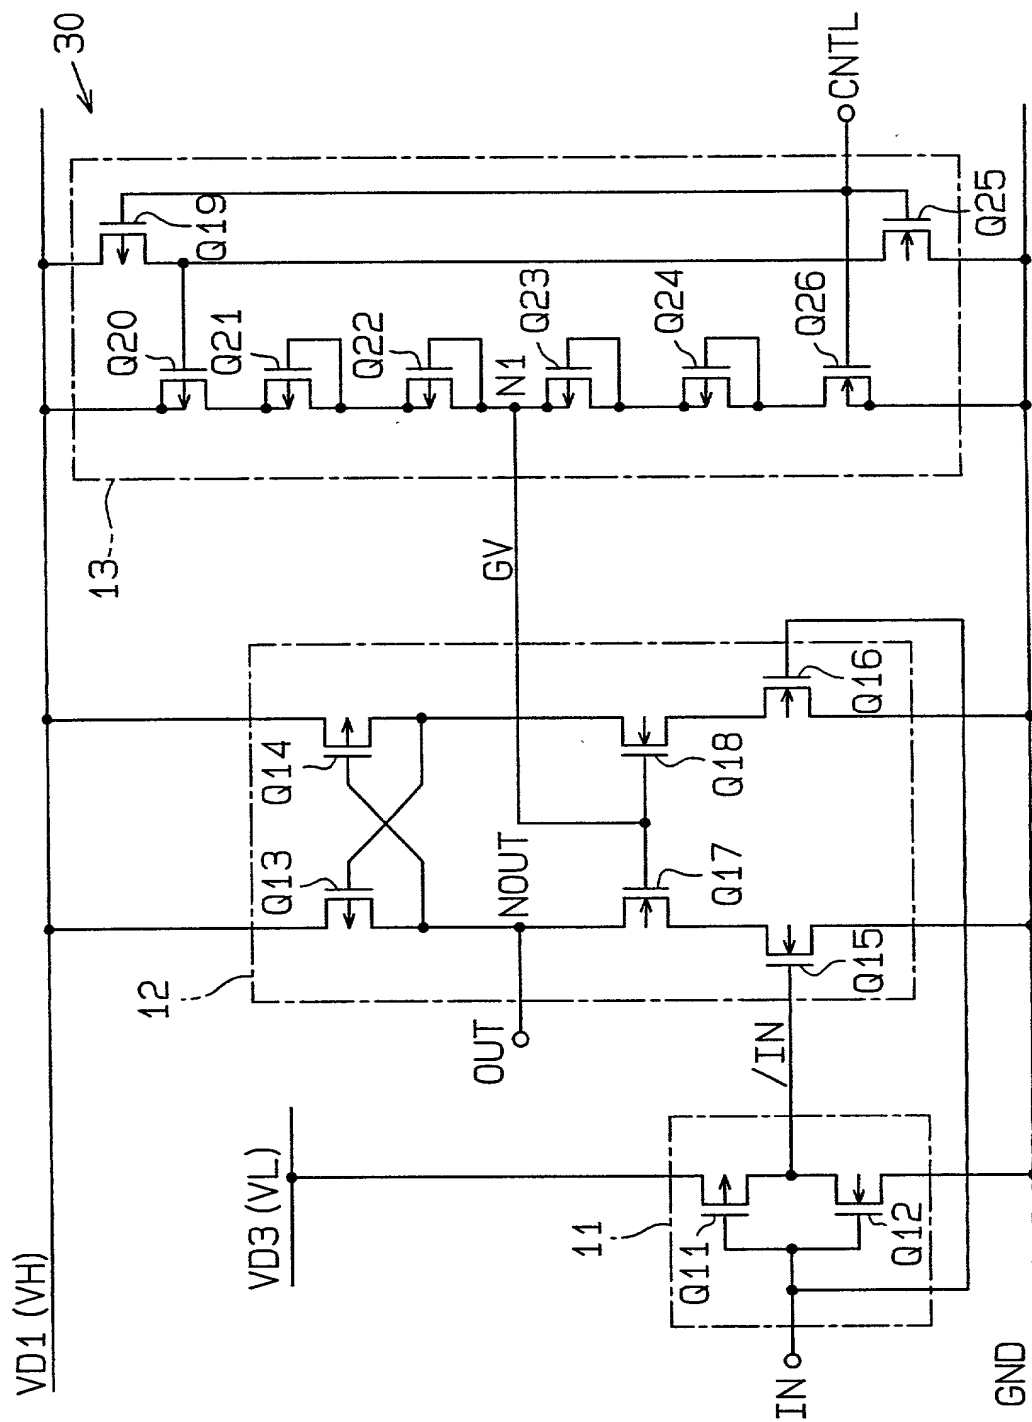 30
VD1 (VH)
13
Q19
Q20
Q21
Q22
N1
Q23
Q24
Q26
Q25
CNTL
GV
12
Q13
Q14
NOUT
OUT
Q17
Q18
Q15
Q16
/IN
VD3 (VL)
11
Q11
Q12
IN
GND